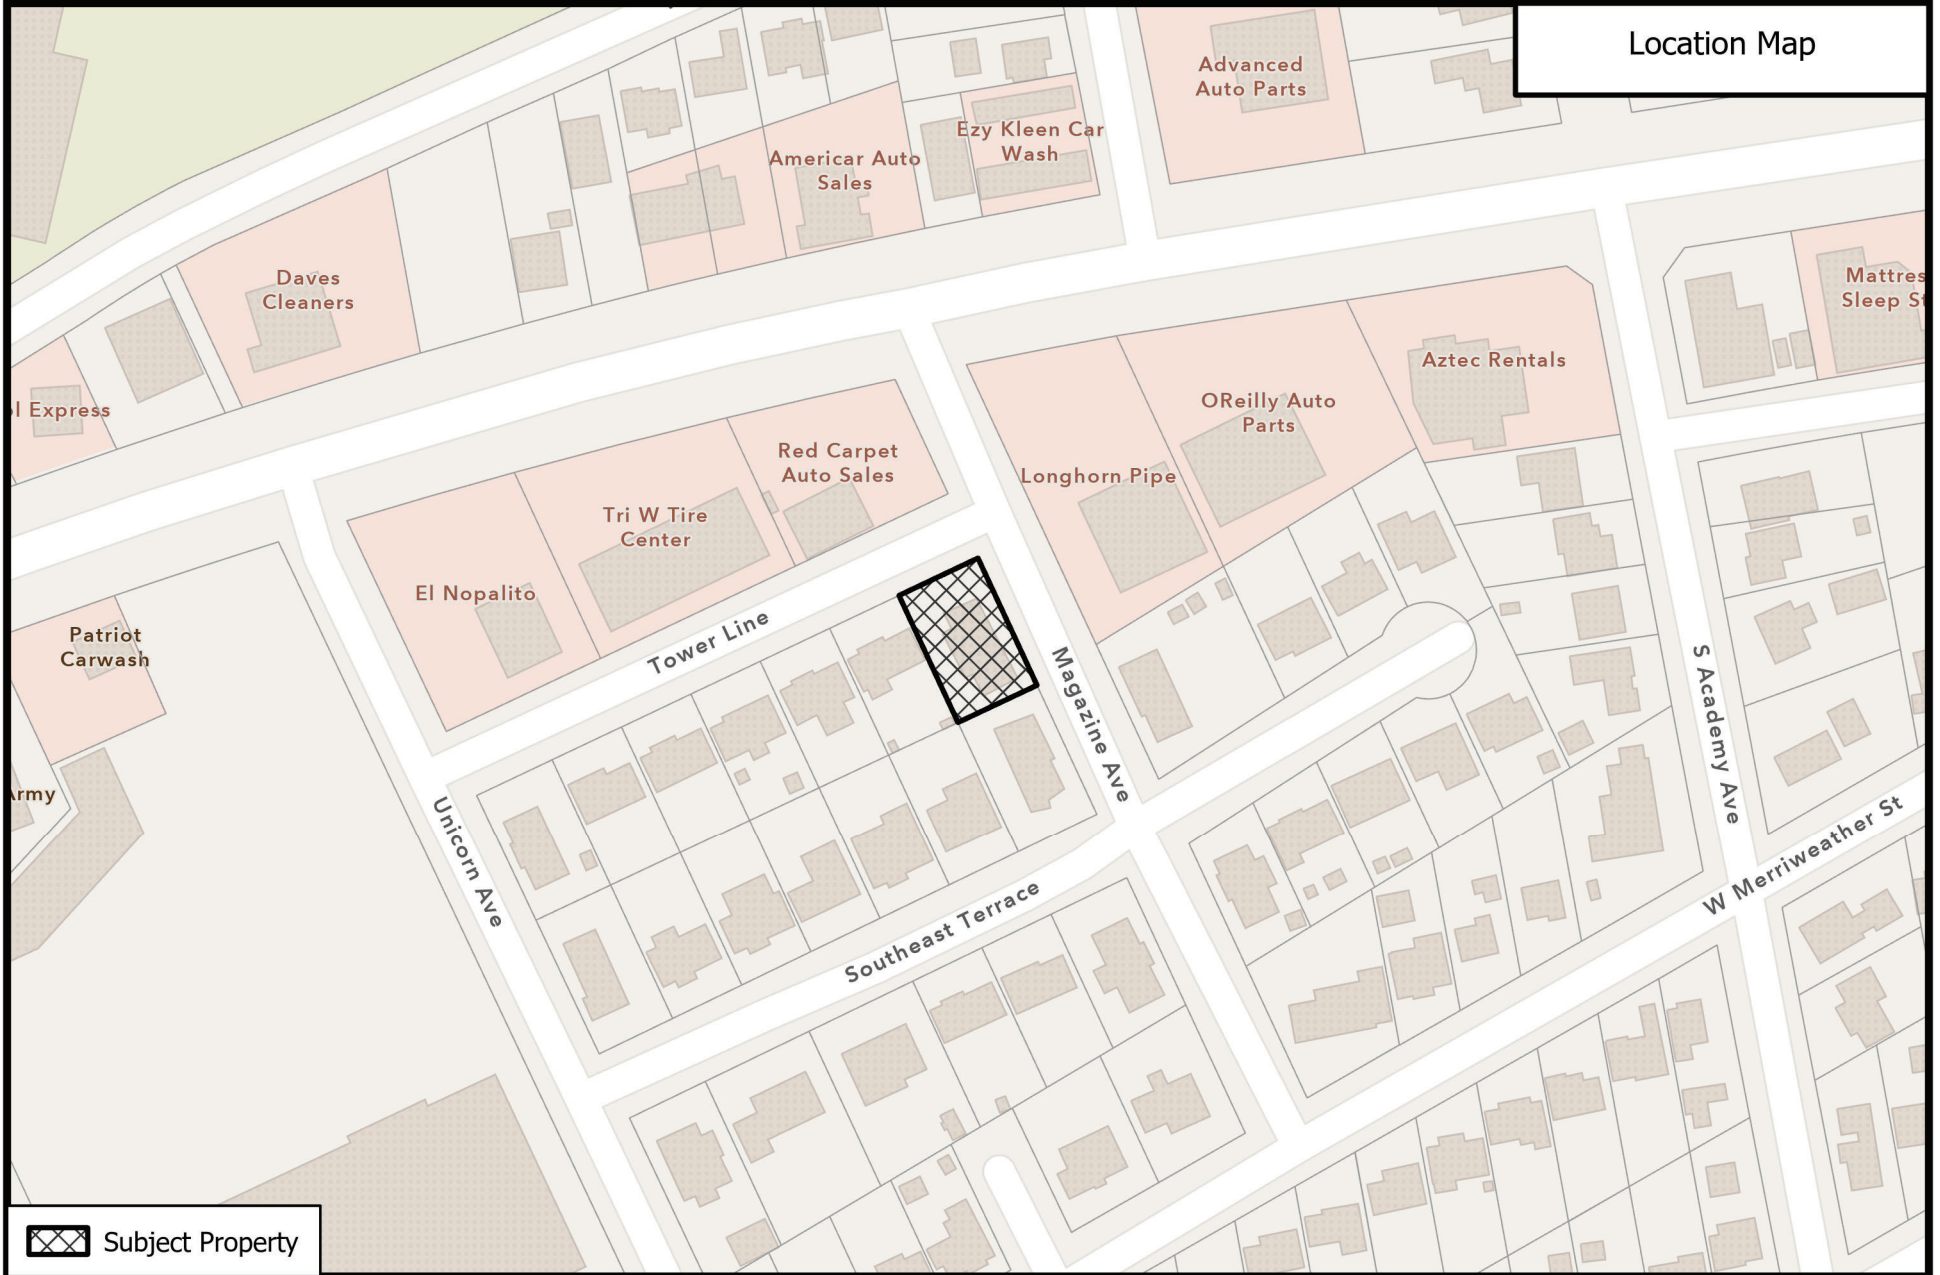 Location Map
Advanced
Auto Parts
Ezy Kleen Car
Wash
Americar Auto
Sales
Daves
Cleaners
Mattres
Sleep St
Aztec Rentals
OReilly Auto
Parts
l Express
Red Carpet
Auto Sales
Longhorn Pipe
Tri W Tire
Center
El Nopalito
Patriot
Carwash
Tower Line
Magazine Ave
S Academy Ave
Army
Unicorn Ave
W Merriweather St
Southeast Terrace
Subject Property